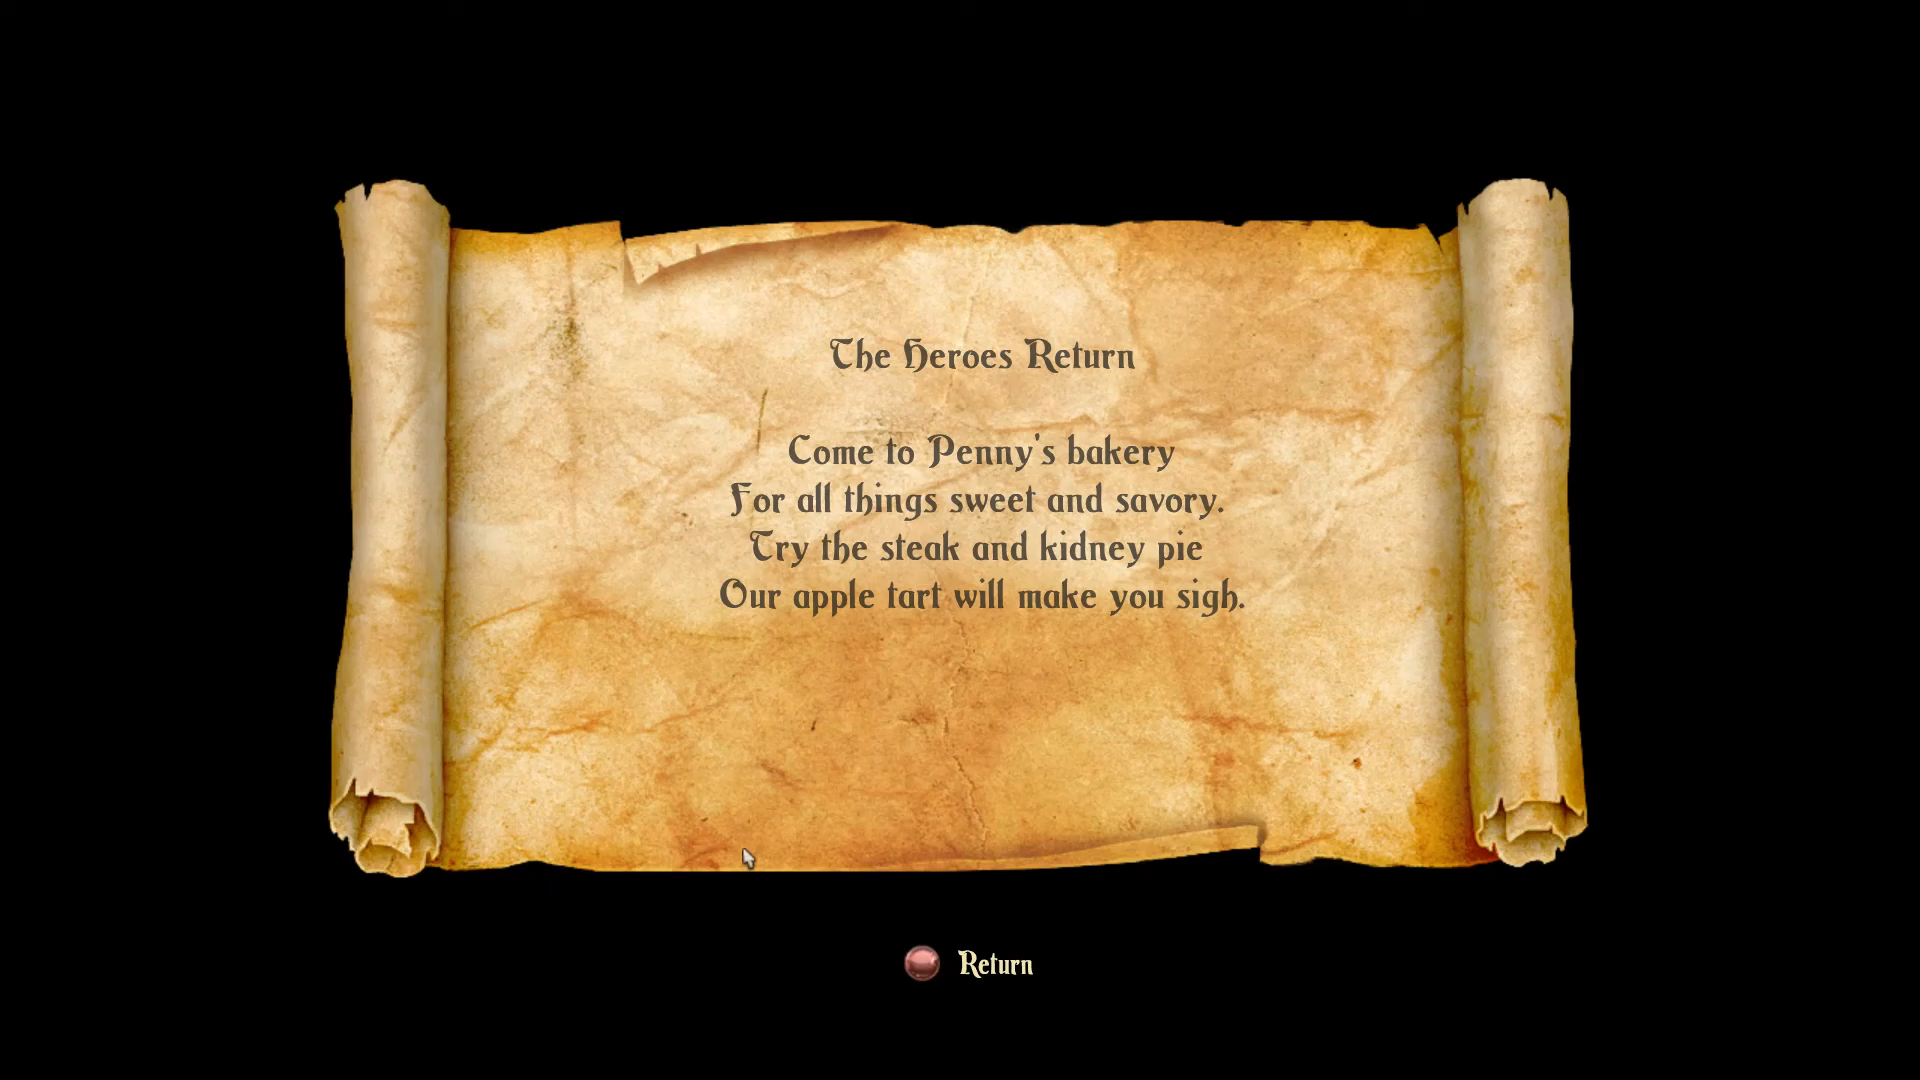 The Heroes Return
Come to Penny's bakery
For all things sweet and savory.
Try the steak and kidney pie
Our apple tart will make you sigh.
Return